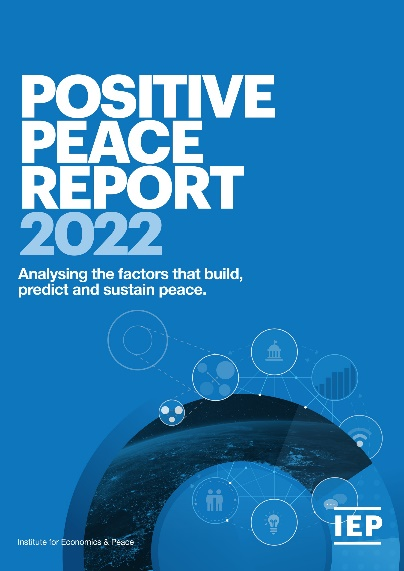 POSITIVE
PEACE
REPORT
2022
Analysing the factors that build,
predict and sustain peace.
IEP
Institute for Economics & Peace